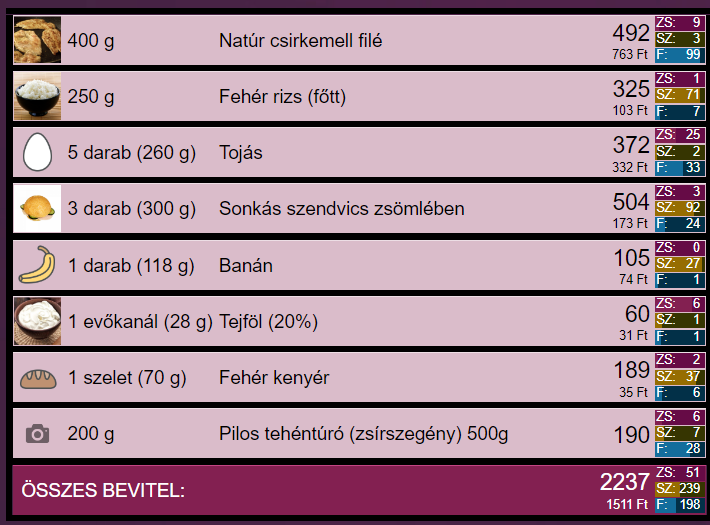 400 g Natúr csirkemell filé 492 ZS: 9
763 Ft SZ: 3
F: 99
250 g Fehér rizs (főtt) 325 ZS: 1
103 Ft SZ: 71
F: 7
5 darab (260 g) Tojás 372 ZS: 25
332 Ft SZ: 2
F: 33
3 darab (300 g) Sonkás szendvics zsömlében 504 ZS: 3
173 Ft SZ: 92
F: 24
1 darab (118 g) Banán 105 ZS: 0
74 Ft SZ: 27
F: 1
1 evőkanál (28 g) Tejföl (20%) 60 ZS: 6
31 Ft SZ: 1
F: 1
1 szelet (70 g) Fehér kenyér 189 ZS: 2
35 Ft SZ: 37
F: 6
200 g Pilos tehéntúró (zsírszegény) 500g 190 ZS: 6
SZ: 7
F: 28
ÖSSZES BEVITEL: 2237 ZS: 51
1511 Ft SZ: 239
F: 198